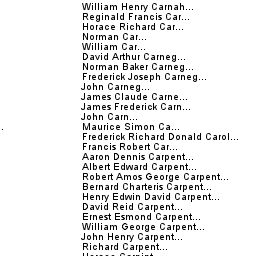 William Henry Carnah...
Reginald Francis Car...
Horace Richard Car...
Norman Car...
William Car...
David Arthur Carneg...
Norman Baker Carneg...
Frederick Joseph Carneg...
John Carneg...
James Claude Carne...
James Frederick Carn...
John Carn...
Maurice Simon Ca...
Frederick Richard Donald Carol...
Francis Robert Car...
Aaron Dennis Carpent...
Albert Edward Carpent...
Robert Amos George Carpent...
Bernard Charteris Carpent...
Henry Edwin David Carpent...
David Reid Carpent...
Ernest Esmond Carpent...
William George Carpent...
John Henry Carpent...
Richard Carpent...